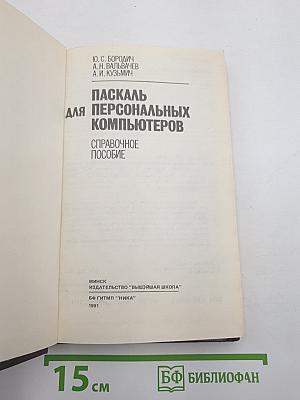 Ю. С. БОРОДИЧ
А. Н. ВАЛЬВАЧЕВ
А. И. КУЗЬМИЧ
ПАСКАЛЬ
ДЛЯ ПЕРСОНАЛЬНЫХ
КОМПЬЮТЕРОВ
СПРАВОЧНОЕ
ПОСОБИЕ
МИНСК
ИЗДАТЕЛЬСТВО "ВЫШЭЙШАЯ ШКОЛА"
БФ ГИТМП "НИКА"
1991
15 см
БФ БИБЛИОФАН